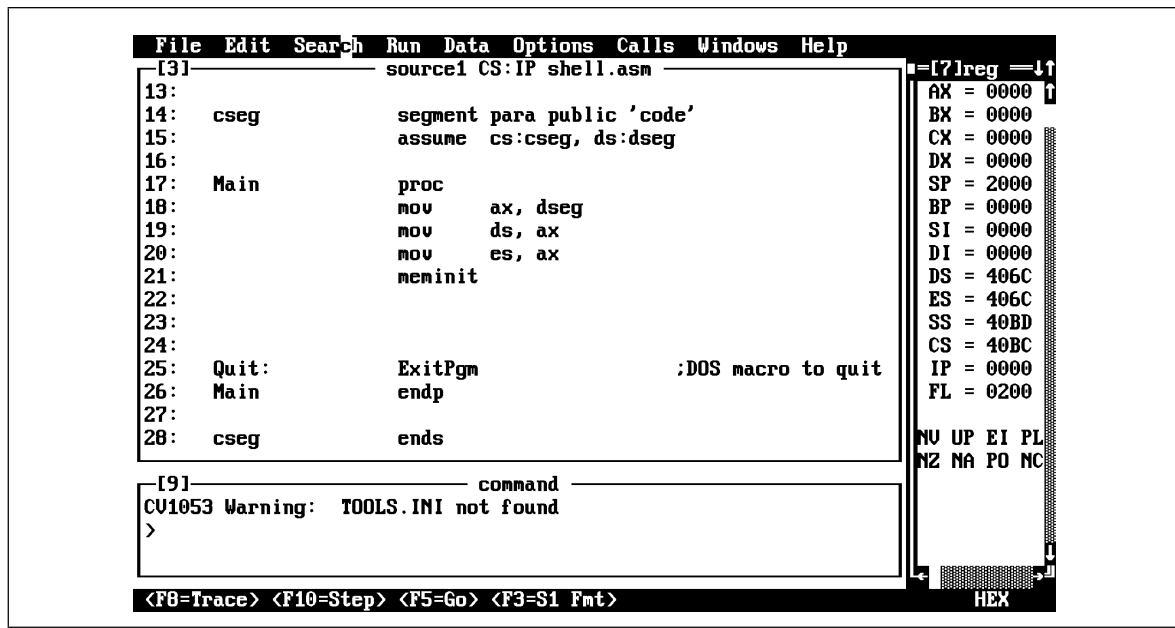 File Edit Search Run Data Options Calls Windows Help
[3] source1 CS:IP shell.asm
13:
14: cseg segment para public 'code'
15: assume cs:cseg, ds:dseg
16:
17: Main proc
18: mov ax, dseg
19: mov ds, ax
20: mov es, ax
21: meminit
22:
23:
24:
25: Quit: ExitPgm ;DOS macro to quit
26: Main endp
27:
28: cseg ends
[7]reg
AX = 0000
BX = 0000
CX = 0000
DX = 0000
SP = 2000
BP = 0000
SI = 0000
DI = 0000
DS = 406C
ES = 406C
SS = 40BD
CS = 40BC
IP = 0000
FL = 0200
NV UP EI PL
NZ NA PO NC
[9] command
CV1053 Warning: TOOLS.INI not found
>
<F8=Trace> <F10=Step> <F5=Go> <F3=S1 Fmt> HEX